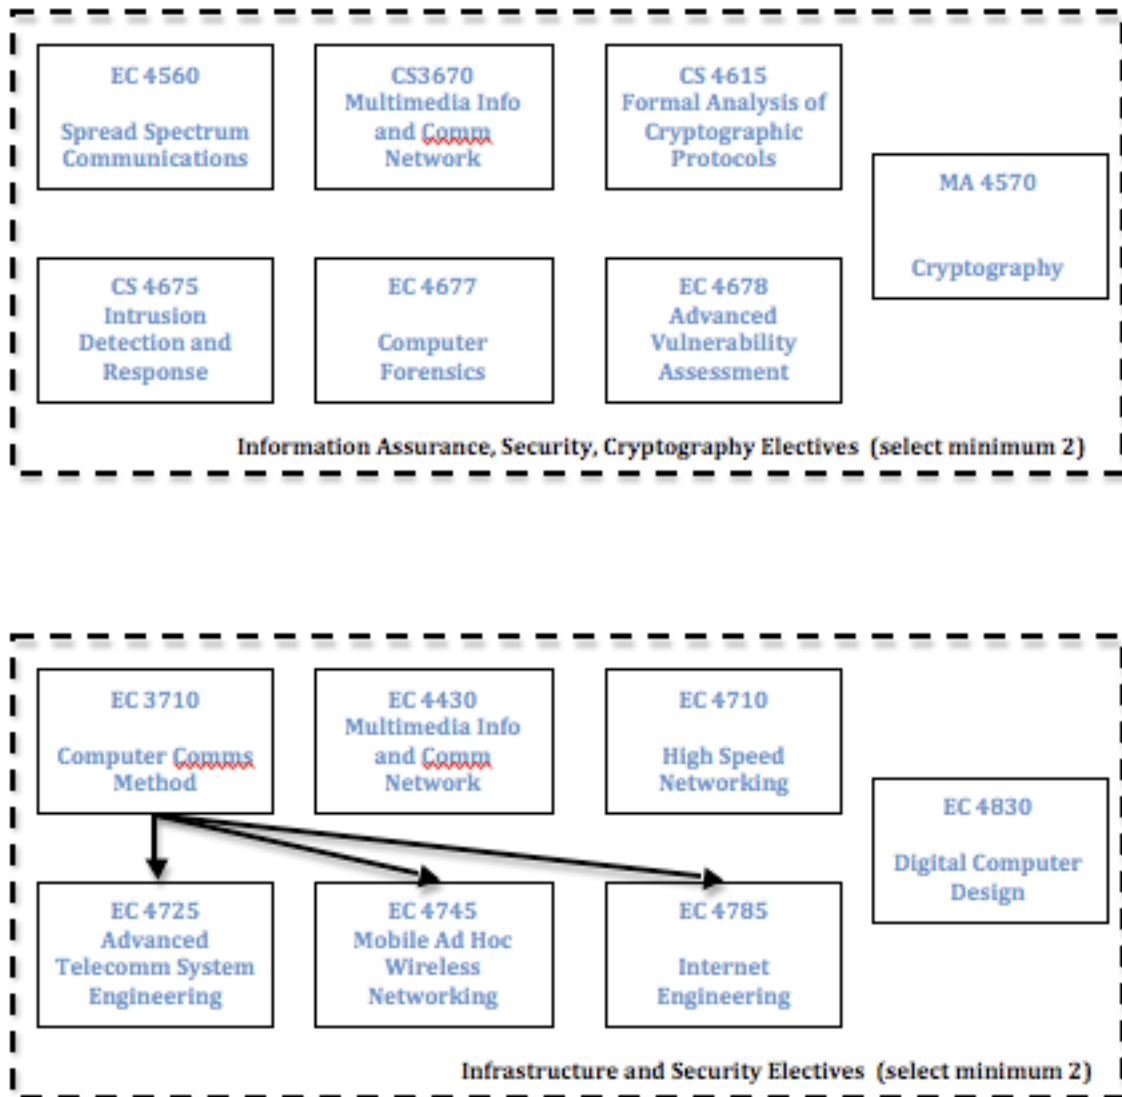 EC 4560
Spread Spectrum
Communications
CS3670
Multimedia Info
and Comm
Network
CS 4615
Formal Analysis of
Cryptographic
Protocols
MA 4570
Cryptography
CS 4675
Intrusion
Detection and
Response
EC 4677
Computer
Forensics
EC 4678
Advanced
Vulnerability
Assessment
Information Assurance, Security, Cryptography Electives (select minimum 2)
EC 3710
Computer Comms
Method
EC 4430
Multimedia Info
and Comm
Network
EC 4710
High Speed
Networking
EC 4830
Digital Computer
Design
EC 4725
Advanced
Telecomm System
Engineering
EC 4745
Mobile Ad Hoc
Wireless
Networking
EC 4785
Internet
Engineering
Infrastructure and Security Electives (select minimum 2)